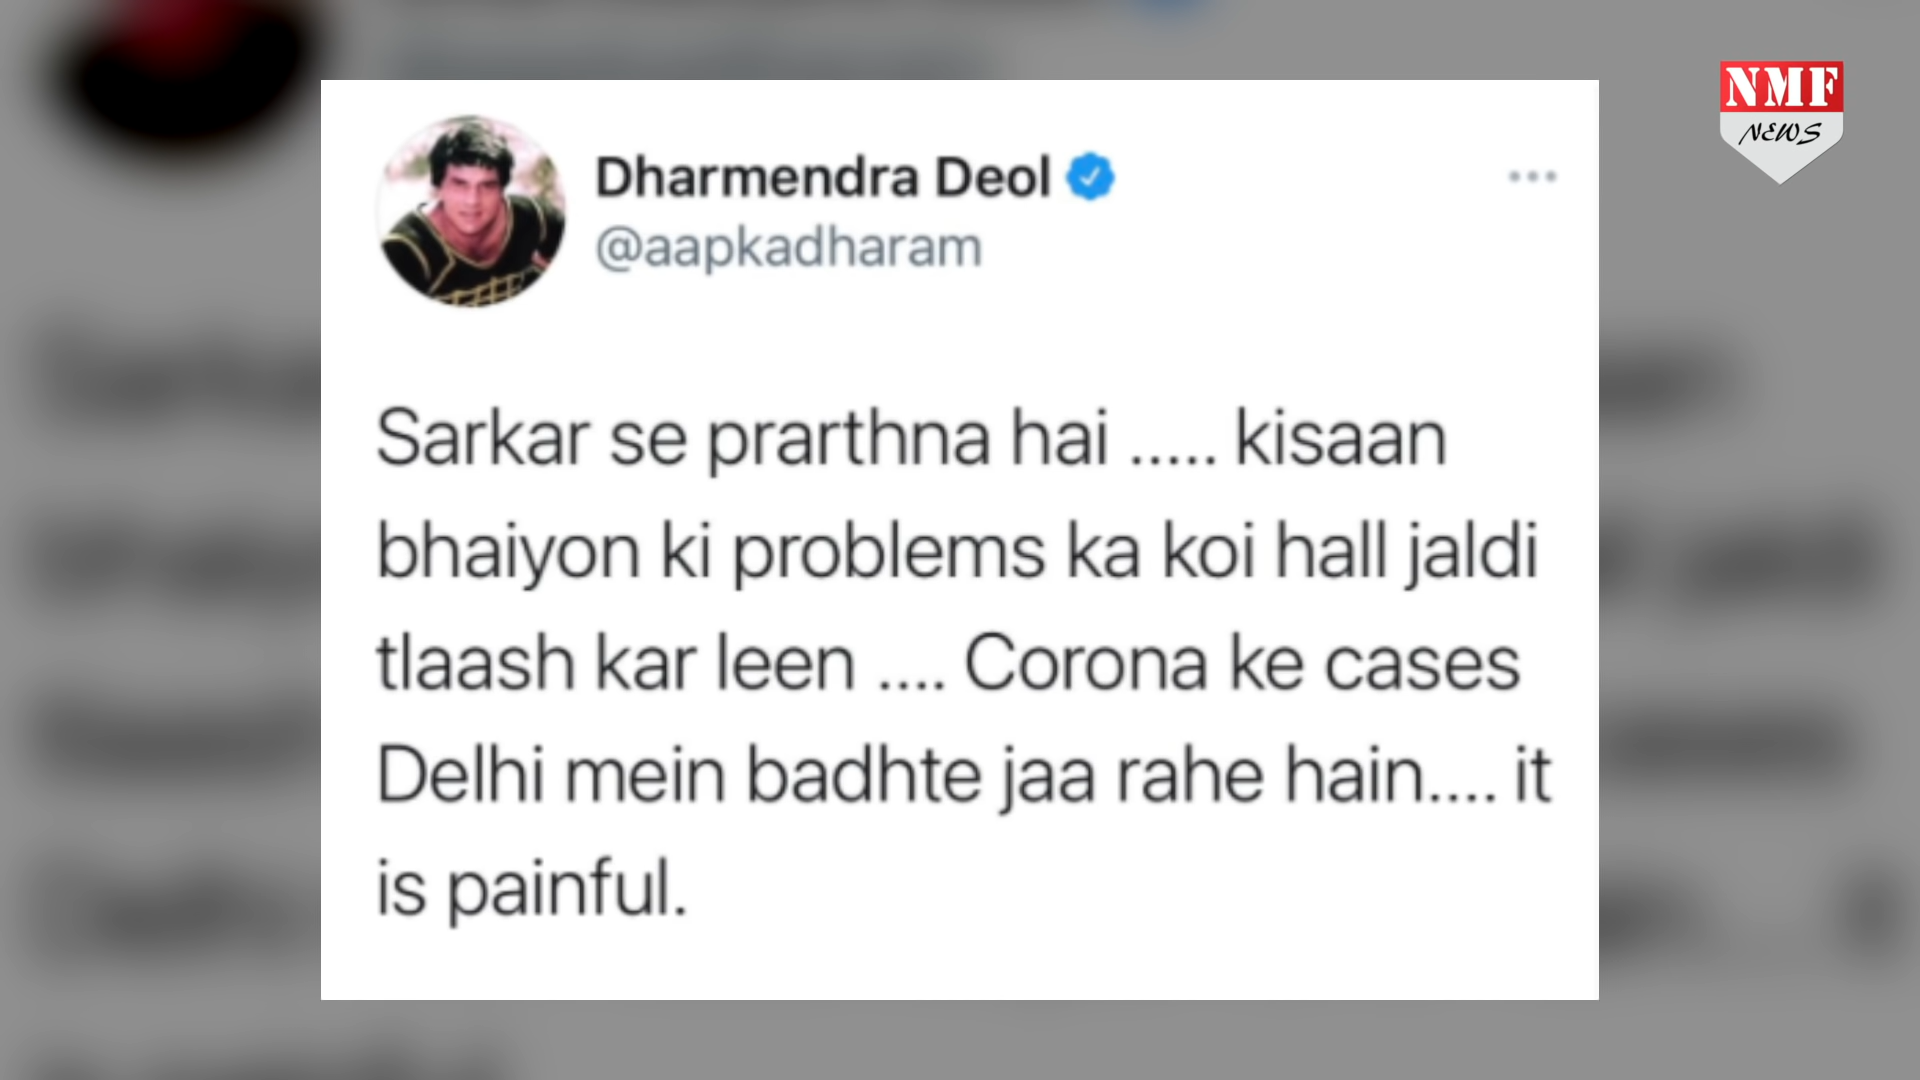 NMF
NEWS
Dharmendra Deol
@aapkadharam
Sarkar se prarthna hai ..... kisaan
bhaiyon ki problems ka koi hall jaldi
tlaash kar leen .... Corona ke cases
Delhi mein badhte jaa rahe hain.... it
is painful.